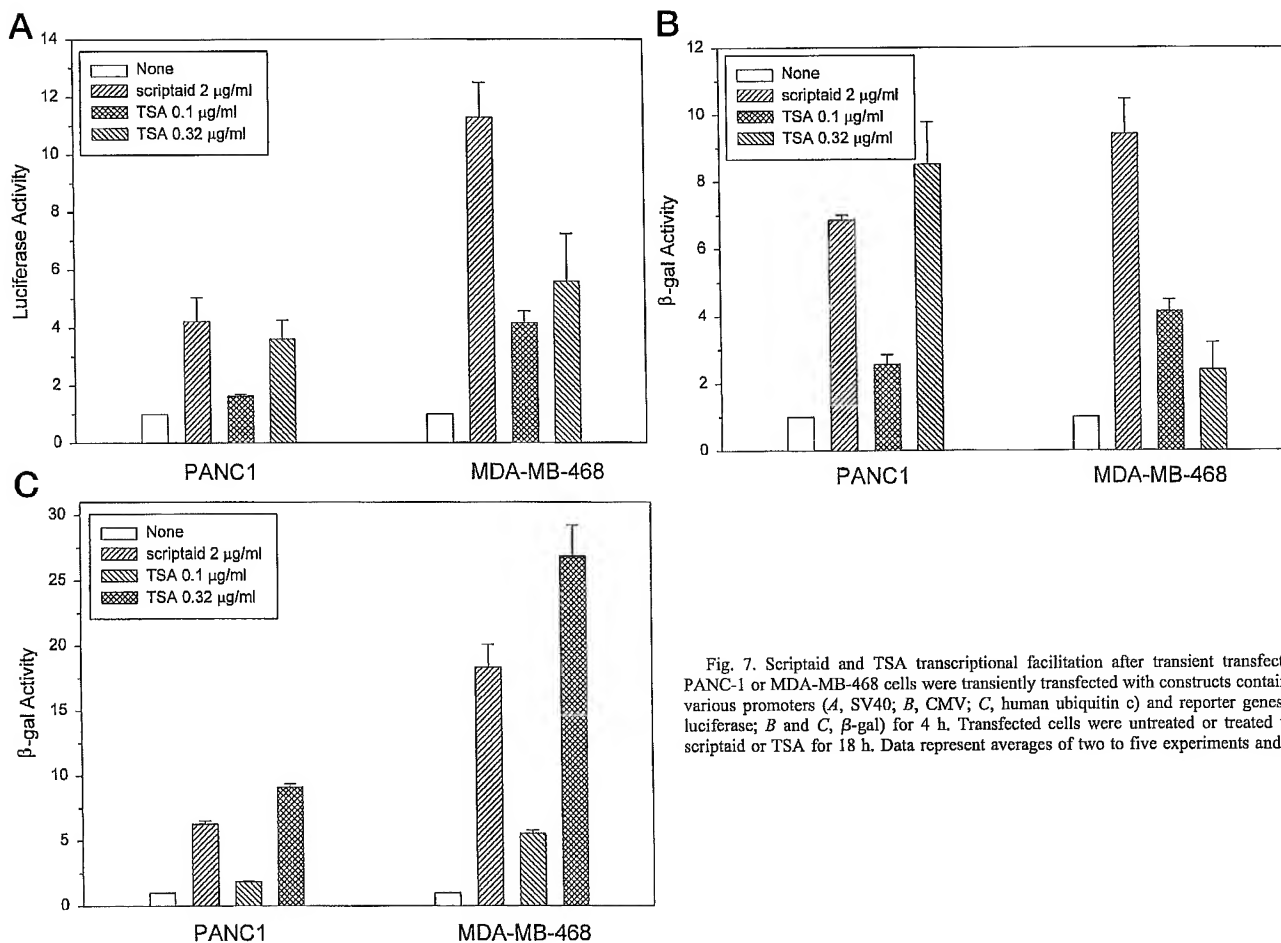 A
14
12
10
8
6
4
2
0
Luciferase Activity
None
scriptaid 2 µg/ml
TSA 0.1 µg/ml
TSA 0.32 µg/ml
PANC1
MDA-MB-468
B
12
10
8
6
4
2
0
β-gal Activity
None
scriptaid 2 µg/ml
TSA 0.1 µg/ml
TSA 0.32 µg/ml
PANC1
MDA-MB-468
C
30
25
20
15
10
5
0
β-gal Activity
None
scriptaid 2 µg/ml
TSA 0.1 µg/ml
TSA 0.32 µg/ml
PANC1
MDA-MB-468
Fig. 7. Scriptaid and TSA transcriptional facilitation after transient transfect
PANC-1 or MDA-MB-468 cells were transiently transfected with constructs contai
various promoters (A, SV40; B, CMV; C, human ubiquitin c) and reporter genes
luciferase; B and C, β-gal) for 4 h. Transfected cells were untreated or treated
scriptaid or TSA for 18 h. Data represent averages of two to five experiments and